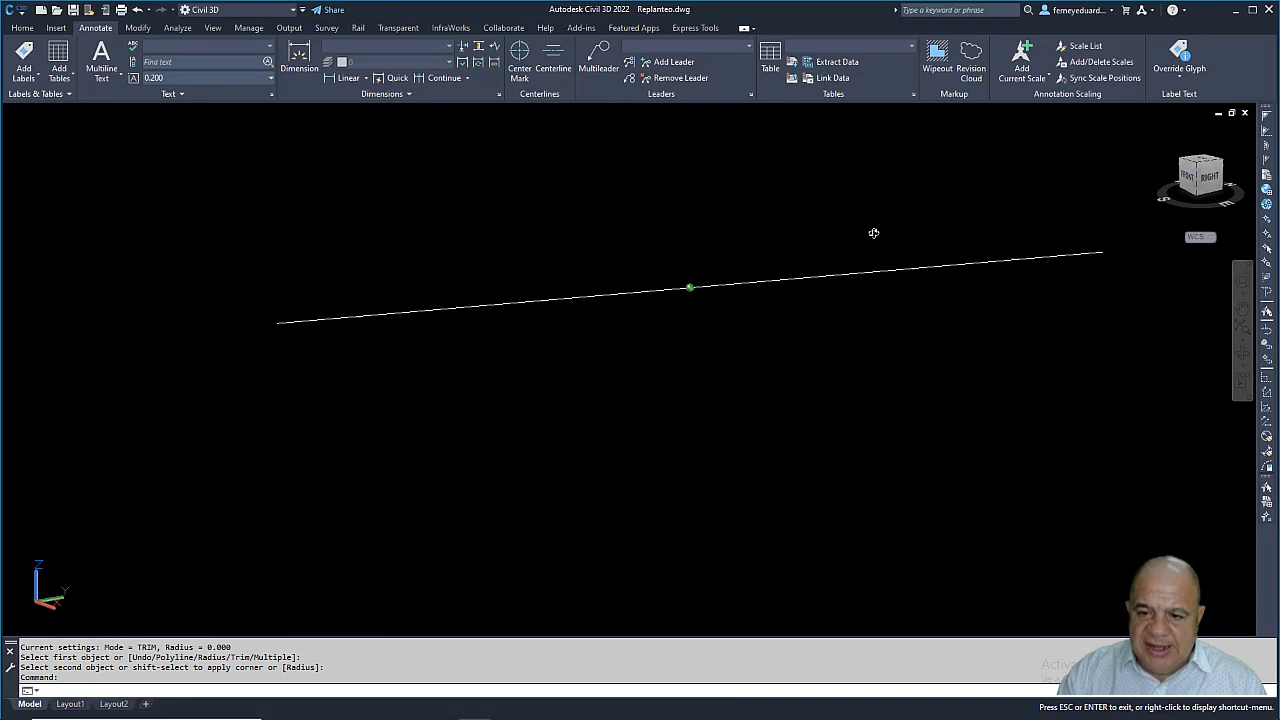 Civil 3D
Share
Autodesk Civil 3D 2022 Replanteo.dwg
Type a keyword or phrase
ferneyeduard...
Home Insert Draw Annotate Modify Analyze View Manage Output Survey Rail Transparent InfraWorks Collaborate Help Add-ins Featured Apps Express Tools
Add Labels
Add Tables
Labels & Tables
Multiline Text
Find text
0.200
Text
Dimension
0
Linear
Quick
Continue
Dimensions
Center Mark
Centerline
Centerlines
Multileader
Add Leader
Remove Leader
Leaders
Table
Extract Data
Link Data
Tables
Wipeout
Revision Cloud
Markup
Add Current Scale
Scale List
Add/Delete Scales
Sync Scale Positions
Annotation Scaling
Override Glyph
Label Text
FRONT
RIGHT
S
E
WCS
Z
Y
X
Current settings: Mode = TRIM, Radius = 0.000
Select first object or [Undo/Polyline/Radius/Trim/Multiple]:
Select second object or shift-select to apply corner or [Radius]:
Command:
Model Layout1 Layout2
Press ESC or ENTER to exit, or right-click to display shortcut-menu.